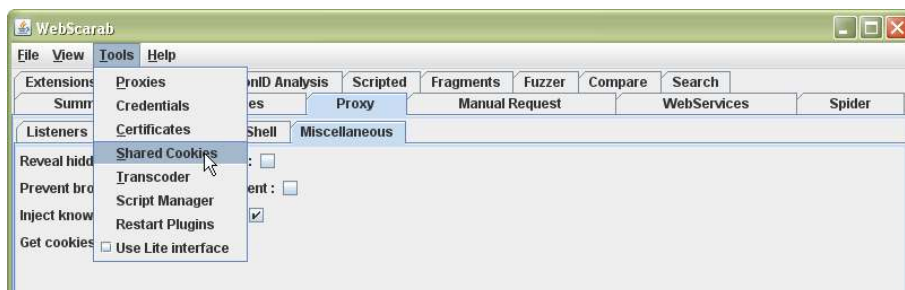 WebScarab
File View Tools Help
Extensions Proxies onID Analysis Scripted Fragments Fuzzer Compare Search
Summ Credentials es Proxy Manual Request WebServices Spider
Listeners Certificates Shell Miscellaneous
Reveal hidd Shared Cookies :
Transcoder
Prevent bro ent :
Script Manager
Inject know
Restart Plugins
Get cookies Use Lite interface